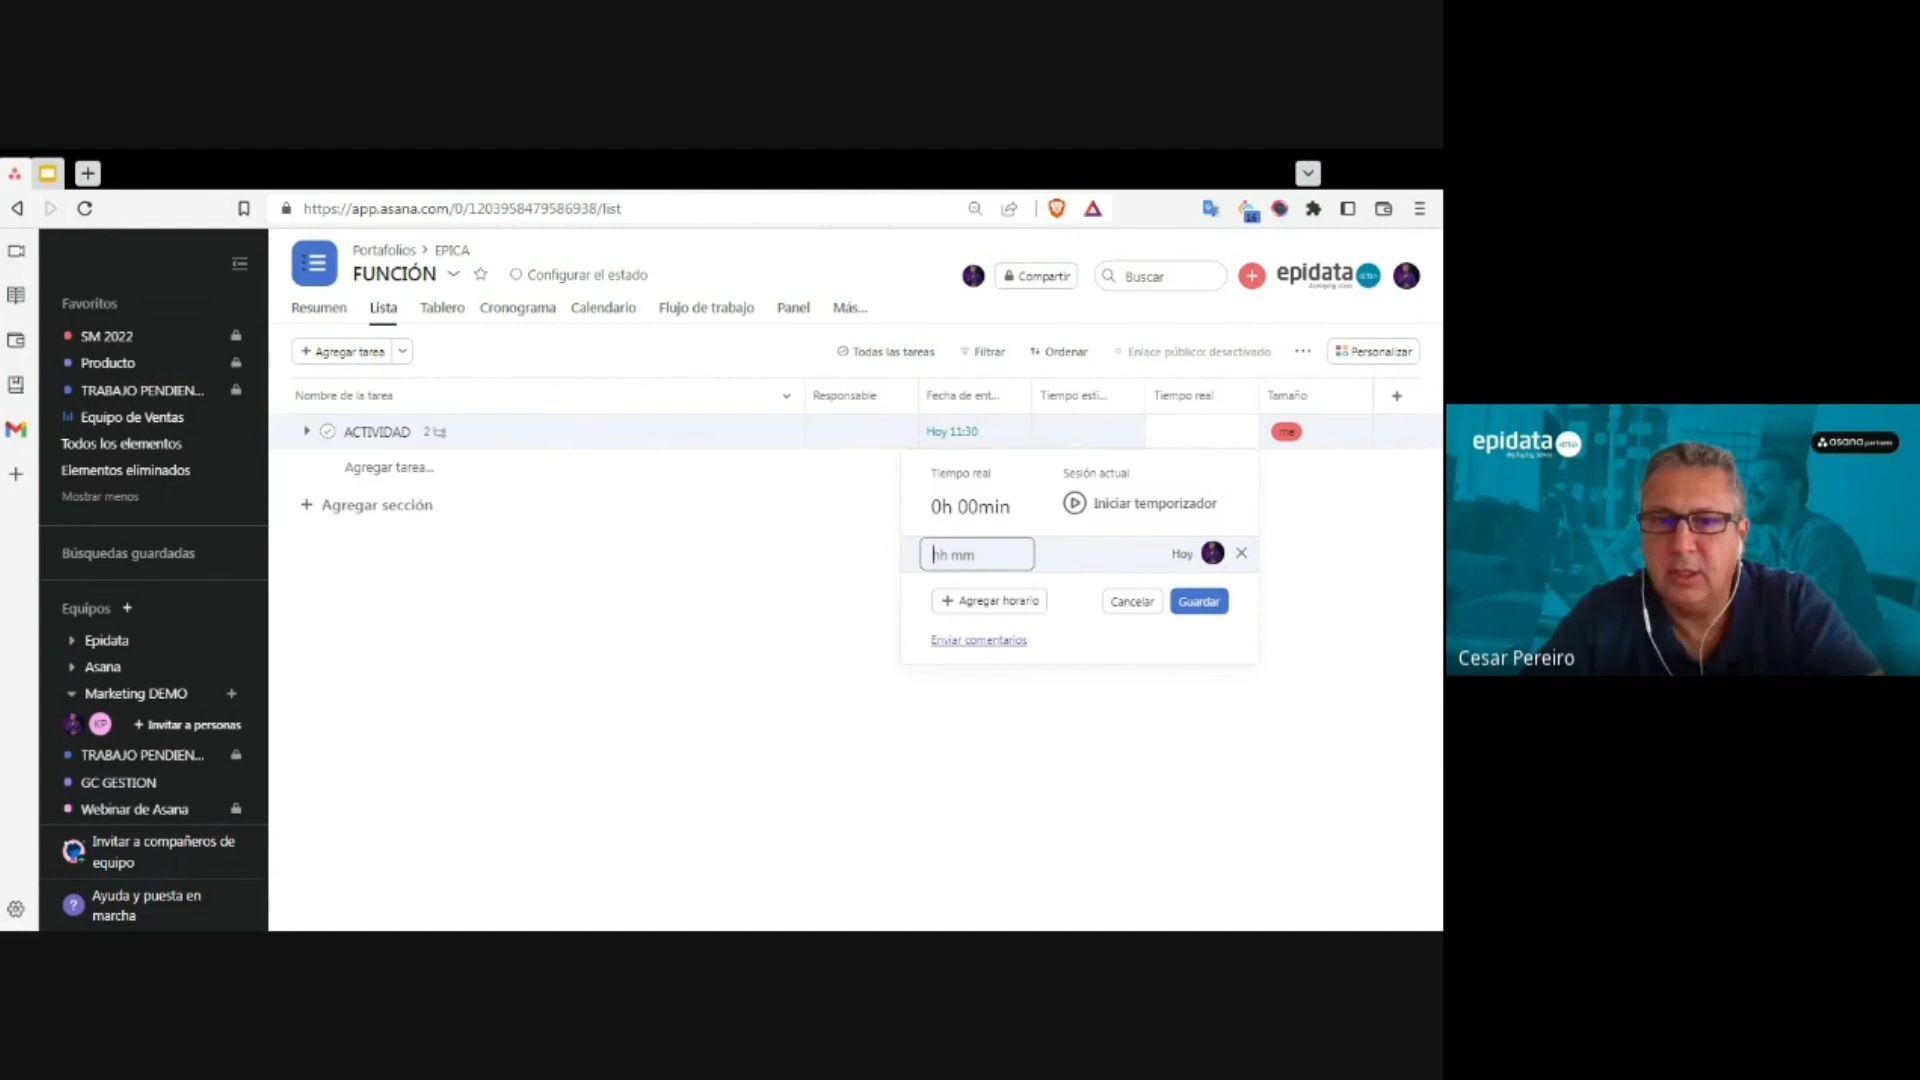 https://app.asana.com/0/1203958479586938/list
16
Favoritos
SM 2022
Producto
TRABAJO PENDIEN...
Equipo de Ventas
Todos los elementos
Elementos eliminados
Mostrar menos
Búsquedas guardadas
Equipos +
Epidata
Asana
Marketing DEMO +
KP + Invitar a personas
TRABAJO PENDIEN...
GC GESTION
Webinar de Asana
Invitar a compañeros de
equipo
? Ayuda y puesta en
marcha
Portafolios > EPICA
FUNCIÓN
Configurar el estado
Compartir
Buscar
epidata
Resumen Lista Tablero Cronograma Calendario Flujo de trabajo Panel Más...
+ Agregar tarea
Todas las tareas Filtrar Ordenar Enlace público: desactivado ... Personalizar
Nombre de la tarea Responsable Fecha de ent... Tiempo esti... Tiempo real Tamaño +
ACTIVIDAD 2 Hoy 11:30 me
Agregar tarea...
+ Agregar sección
Tiempo real Sesión actual
0h 00min Iniciar temporizador
hh mm Hoy
+ Agregar horario Cancelar Guardar
Enviar comentarios
epidata
asana partners
Cesar Pereiro